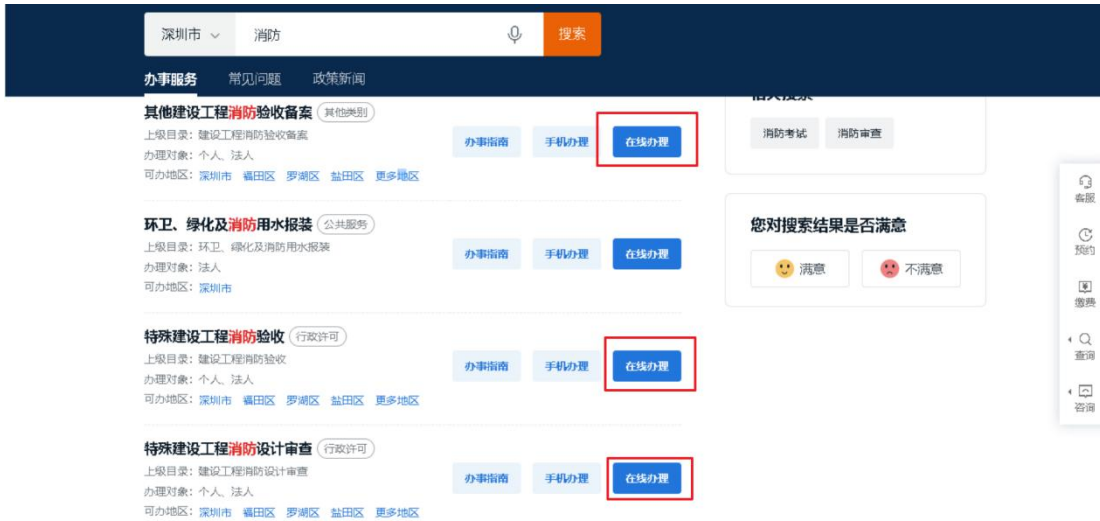 深圳市
消防
搜索
办事服务 常见问题 政策新闻
其他建设工程消防验收备案 其他类别
上级目录：建设工程消防验收备案
办理对象：个人、法人
可办地区：深圳市 福田区 罗湖区 盐田区 更多地区
办事指南 手机办理 在线办理
环卫、绿化及消防用水报装 公共服务
上级目录：环卫、绿化及消防用水报装
办理对象：法人
可办地区：深圳市
办事指南 手机办理 在线办理
特殊建设工程消防验收 行政许可
上级目录：建设工程消防验收
办理对象：个人、法人
可办地区：深圳市 福田区 罗湖区 盐田区 更多地区
办事指南 手机办理 在线办理
特殊建设工程消防设计审查 行政许可
上级目录：建设工程消防设计审查
办理对象：个人、法人
可办地区：深圳市 福田区 罗湖区 盐田区 更多地区
办事指南 手机办理 在线办理
消防考试 消防审查
您对搜索结果是否满意
满意 不满意
客服
预约
缴费
查询
咨询